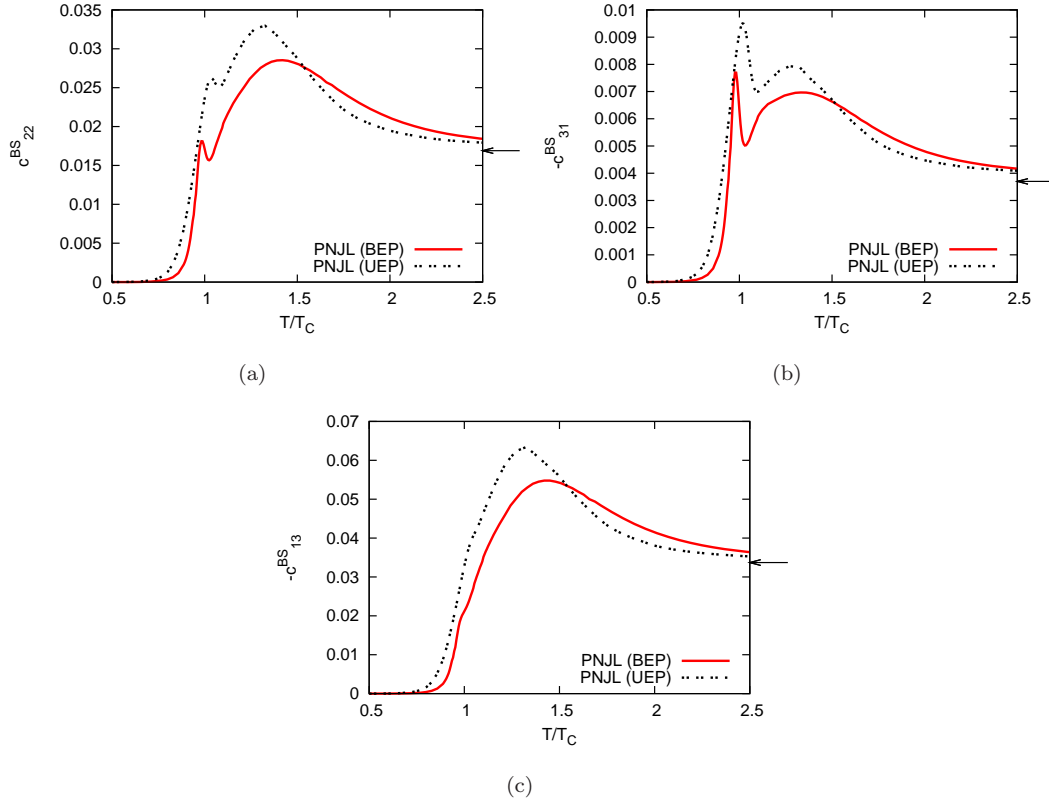 0.035
0.03
0.025
0.02
0.015
0.01
0.005
0
c^BS_22
0.5 1 1.5 2 2.5
T/T_C
PNJL (BEP)
PNJL (UEP)
(a)
0.01
0.009
0.008
0.007
0.006
0.005
0.004
0.003
0.002
0.001
0
-c^BS_31
0.5 1 1.5 2 2.5
T/T_C
PNJL (BEP)
PNJL (UEP)
(b)
0.07
0.06
0.05
0.04
0.03
0.02
0.01
0
-c^BS_13
0.5 1 1.5 2 2.5
T/T_C
PNJL (BEP)
PNJL (UEP)
(c)